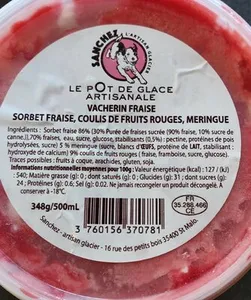 SANCHEZ
L'ARTISAN GLACIER
LE POT DE GLACE
ARTISANALE
VACHERIN FRAISE
SORBET FRAISE, COULIS DE FRUITS ROUGES, MERINGUE
Ingrédients : Sorbet fraise 86% (30% Purée de fraises sucrée (90% fraise, 10% sucre de
canne,), 70% fraises, eau, sucre, glucose, stabilisants (0,5%) : pectine, protéines de pois
hydrolysées, sucre) 5 % meringue (sucre, blancs d'ŒUFS, protéine de LAIT, stabilisant :
calcium), glucose) 9% coulis de fruits rouges ( fraise, framboise, sucre, glucose).
Traces possibles : fruits à coque, arachides, gluten, soja.
Informations nutritionnelles moyennes pour 100g : Valeur énergétique (kcal) : 127 / (kJ)
: 540; Matière grasse (g) : 0; dont saturés (g) : 0; Glucides (g) : 31 ; dont sucres (g)
: 24; Protéines (g) : 0.6; Sel (g) : 0.02. Ne jamais recongeler un produit décongelé. À
conserver à -18°C.
348g/500mL
FR
35.288.466
CE
3 760156 370781
Sanchez - artisan glacier - 16 rue des petits bois 35400 St Malo.